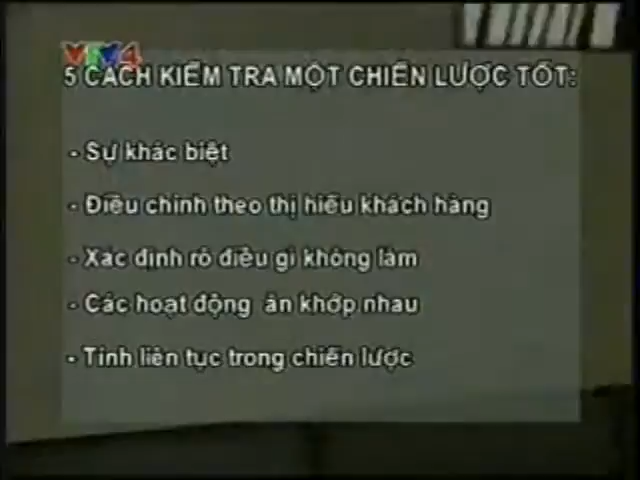 VTV4
5 CÁCH KIỂM TRA MỘT CHIẾN LƯỢC TỐT:
- Sự khác biệt
- Điều chỉnh theo thị hiếu khách hàng
- Xác định rõ điều gì không làm
- Các hoạt động ăn khớp nhau
- Tính liên tục trong chiến lược